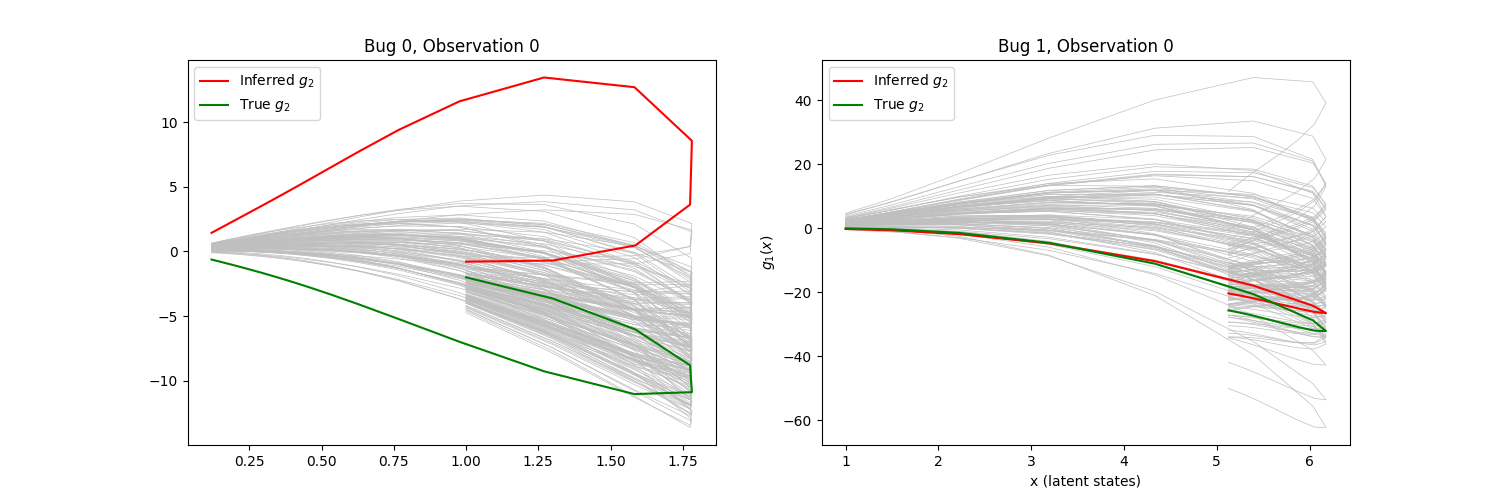 Bug 0, Observation 0
Inferred g₂
True g₂
10
5
0
−5
−10
0.25 0.50 0.75 1.00 1.25 1.50 1.75
Bug 1, Observation 0
Inferred g₂
True g₂
g₁(x)
40
20
0
−20
−40
−60
1 2 3 4 5 6
x (latent states)